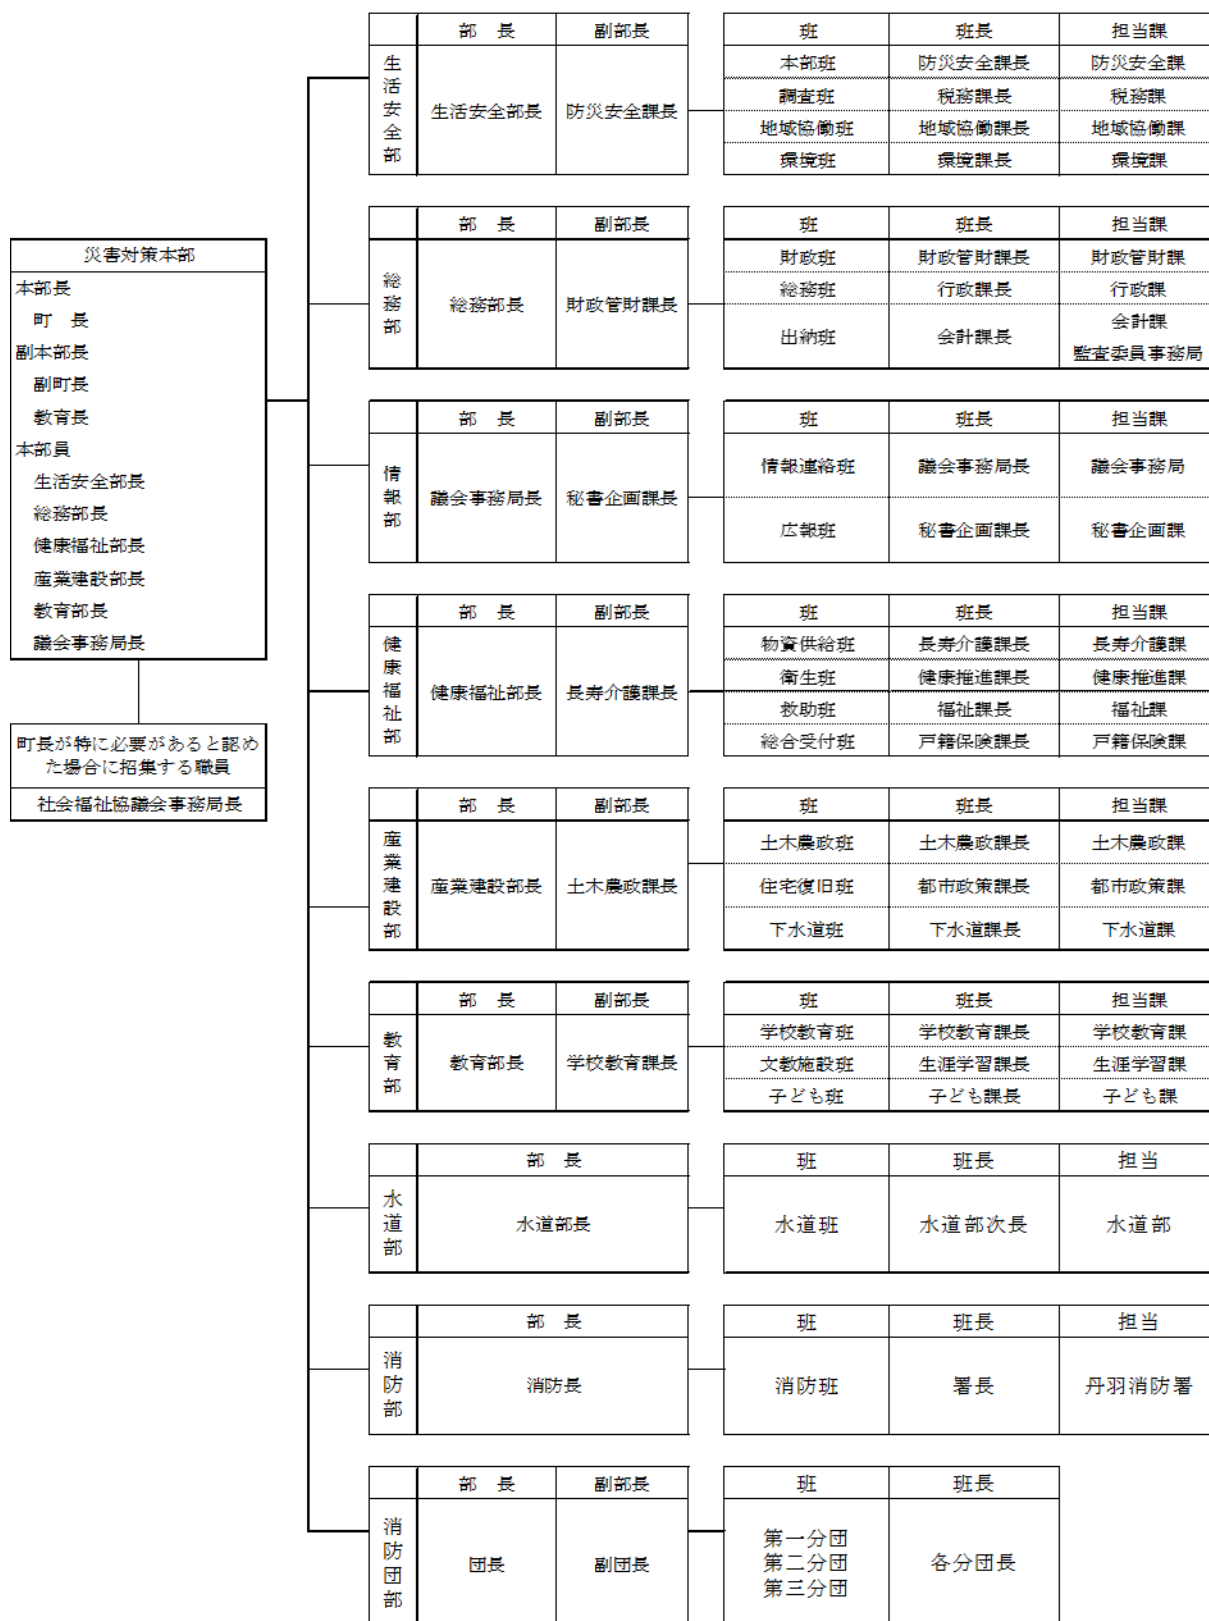 災害対策本部
本部長
町　長
副本部長
副町長
教育長
本部員
生活安全部長
総務部長
健康福祉部長
産業建設部長
教育部長
議会事務局長
町長が特に必要があると認め
た場合に招集する職員
社会福祉協議会事務局長
部　長 副部長 班 班長 担当課
生活安全部 生活安全部長 防災安全課長
本部班 防災安全課長 防災安全課
調査班 税務課長 税務課
地域協働班 地域協働課長 地域協働課
環境班 環境課長 環境課
部　長 副部長 班 班長 担当課
総務部 総務部長 財政管財課長
財政班 財政管財課長 財政管財課
総務班 行政課長 行政課
出納班 会計課長 会計課
監査委員事務局
部　長 副部長 班 班長 担当課
情報部 議会事務局長 秘書企画課長
情報連絡班 議会事務局長 議会事務局
広報班 秘書企画課長 秘書企画課
部　長 副部長 班 班長 担当課
健康福祉部 健康福祉部長 長寿介護課長
物資供給班 長寿介護課長 長寿介護課
衛生班 健康推進課長 健康推進課
救助班 福祉課長 福祉課
総合受付班 戸籍保険課長 戸籍保険課
部　長 副部長 班 班長 担当課
産業建設部 産業建設部長 土木農政課長
土木農政班 土木農政課長 土木農政課
住宅復旧班 都市政策課長 都市政策課
下水道班 下水道課長 下水道課
部　長 副部長 班 班長 担当課
教育部 教育部長 学校教育課長
学校教育班 学校教育課長 学校教育課
文教施設班 生涯学習課長 生涯学習課
子ども班 子ども課長 子ども課
部　長 班 班長 担当
水道部 水道部長 水道班 水道部次長 水道部
部　長 班 班長 担当
消防部 消防長 消防班 署長 丹羽消防署
部　長 副部長 班 班長
消防団部 団長 副団長
第一分団
第二分団
第三分団
各分団長